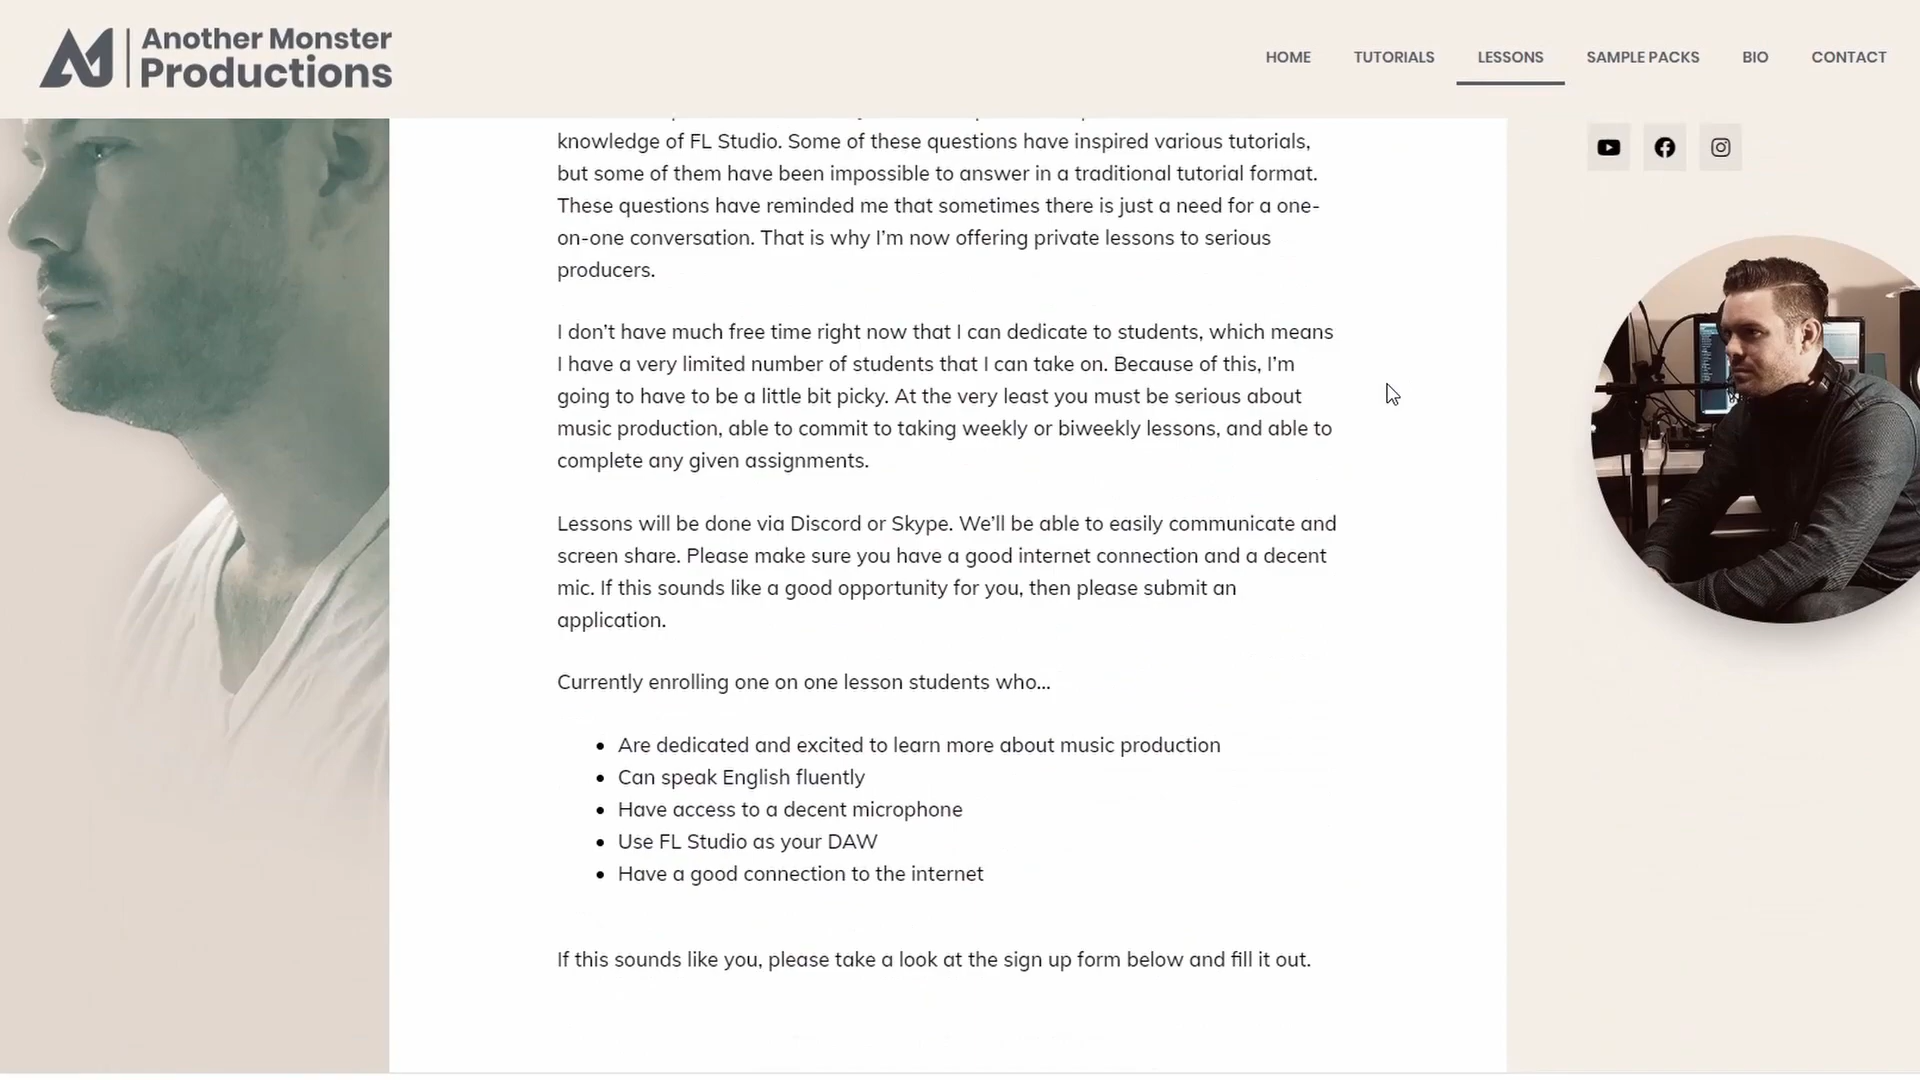 Another Monster
Productions
HOME
TUTORIALS
LESSONS
SAMPLE PACKS
BIO
CONTACT
knowledge of FL Studio. Some of these questions have inspired various tutorials,
but some of them have been impossible to answer in a traditional tutorial format.
These questions have reminded me that sometimes there is just a need for a one-
on-one conversation. That is why I’m now offering private lessons to serious
producers.
I don’t have much free time right now that I can dedicate to students, which means
I have a very limited number of students that I can take on. Because of this, I’m
going to have to be a little bit picky. At the very least you must be serious about
music production, able to commit to taking weekly or biweekly lessons, and able to
complete any given assignments.
Lessons will be done via Discord or Skype. We’ll be able to easily communicate and
screen share. Please make sure you have a good internet connection and a decent
mic. If this sounds like a good opportunity for you, then please submit an
application.
Currently enrolling one on one lesson students who...
• Are dedicated and excited to learn more about music production
• Can speak English fluently
• Have access to a decent microphone
• Use FL Studio as your DAW
• Have a good connection to the internet
If this sounds like you, please take a look at the sign up form below and fill it out.